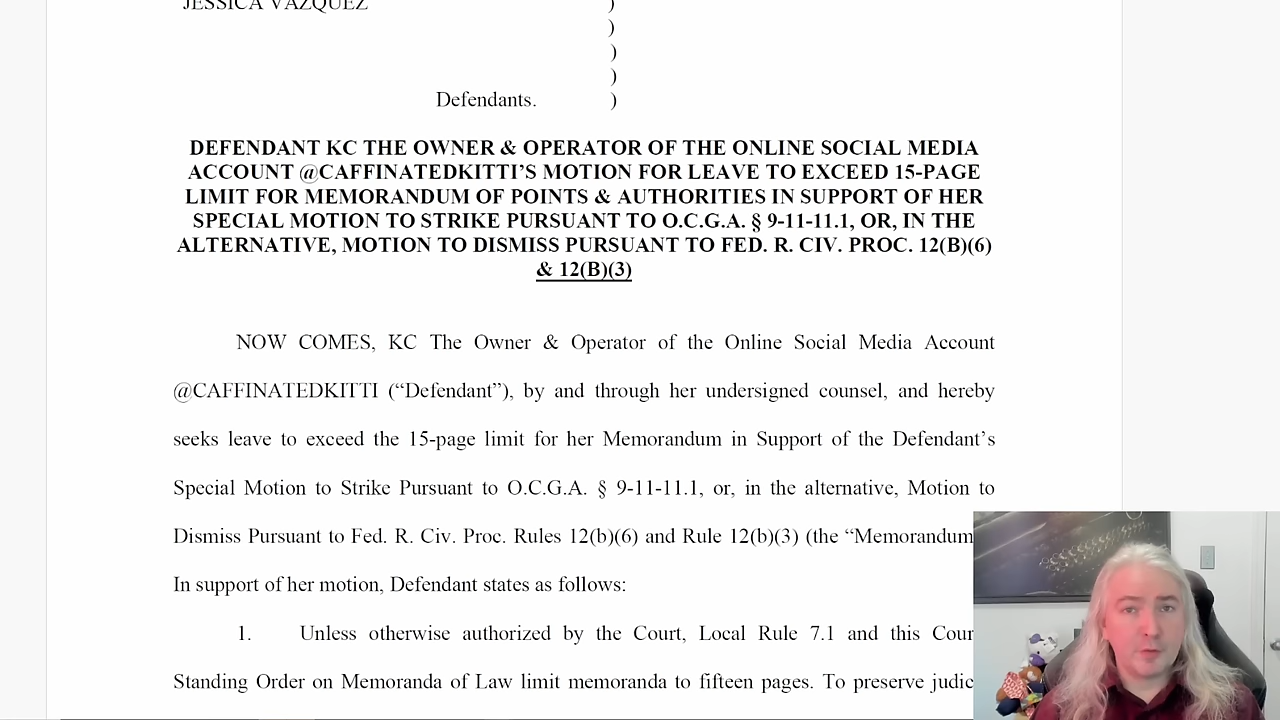 JESSICA VAZQUEZ )
)
)
)
Defendants. )
DEFENDANT KC THE OWNER & OPERATOR OF THE ONLINE SOCIAL MEDIA
ACCOUNT @CAFFINATEDKITTI’S MOTION FOR LEAVE TO EXCEED 15-PAGE
LIMIT FOR MEMORANDUM OF POINTS & AUTHORITIES IN SUPPORT OF HER
SPECIAL MOTION TO STRIKE PURSUANT TO O.C.G.A. § 9-11-11.1, OR, IN THE
ALTERNATIVE, MOTION TO DISMISS PURSUANT TO FED. R. CIV. PROC. 12(B)(6)
& 12(B)(3)
NOW COMES, KC The Owner & Operator of the Online Social Media Account
@CAFFINATEDKITTI (“Defendant”), by and through her undersigned counsel, and hereby
seeks leave to exceed the 15-page limit for her Memorandum in Support of the Defendant’s
Special Motion to Strike Pursuant to O.C.G.A. § 9-11-11.1, or, in the alternative, Motion to
Dismiss Pursuant to Fed. R. Civ. Proc. Rules 12(b)(6) and Rule 12(b)(3) (the “Memorandum
In support of her motion, Defendant states as follows:
1. Unless otherwise authorized by the Court, Local Rule 7.1 and this Cour
Standing Order on Memoranda of Law limit memoranda to fifteen pages. To preserve judic